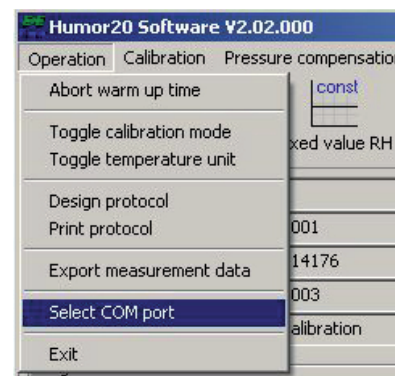 Humor20 Software V2.02.000
Operation Calibration Pressure compensatio
Abort warm up time
const
Toggle calibration mode
xed value RH
Toggle temperature unit
Design protocol
Print protocol
001
Export measurement data
14176
003
Select COM port
alibration
Exit